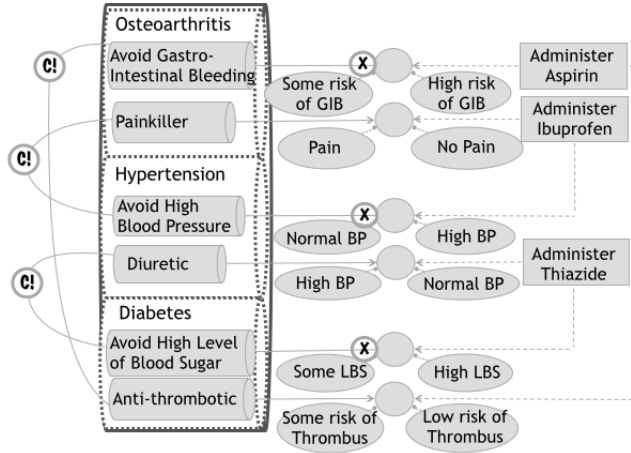 Osteoarthritis
C!
Avoid Gastro-
Intestinal Bleeding
X
Some risk
of GIB
High risk
of GIB
Administer
Aspirin
Painkiller
Pain
No Pain
Administer
Ibuprofen
C!
Hypertension
Avoid High
Blood Pressure
X
Normal BP
High BP
Diuretic
High BP
Normal BP
Administer
Thiazide
C!
Diabetes
Avoid High Level
of Blood Sugar
X
Some LBS
High LBS
Anti-thrombotic
Some risk of
Thrombus
Low risk of
Thrombus